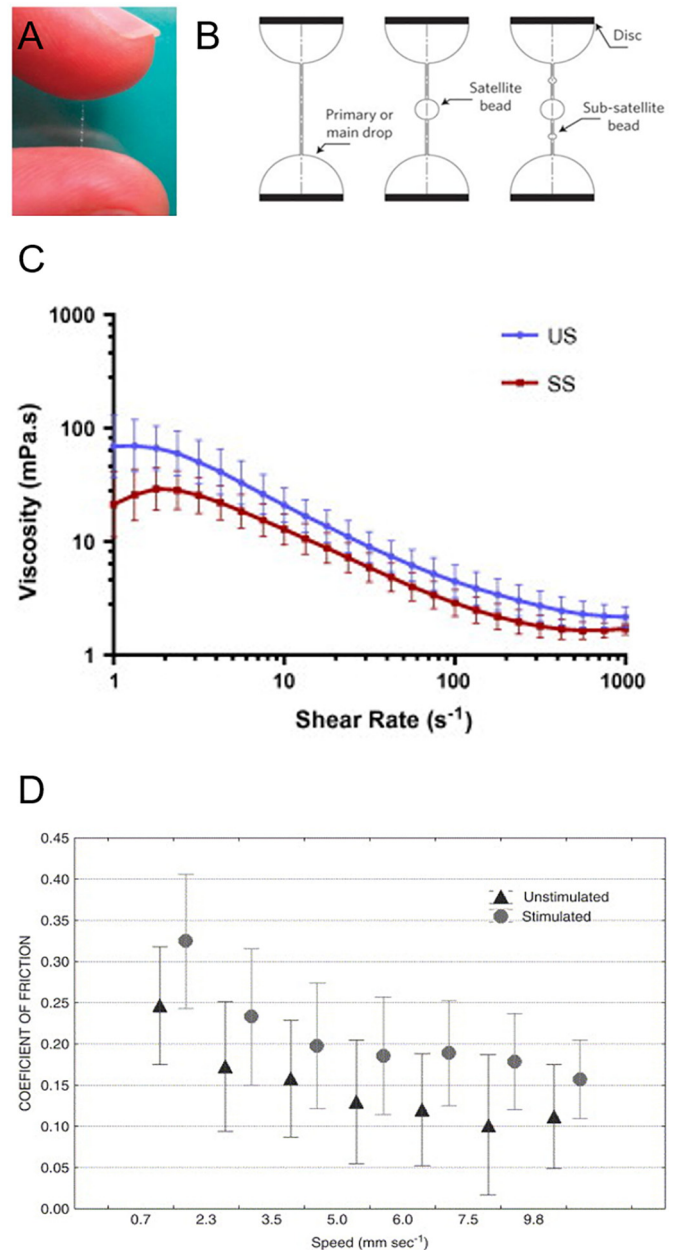 A
B
Disc
Satellite
bead
Primary or
main drop
Sub-satellite
bead
C
1000
100
10
1
Viscosity (mPa.s)
US
SS
1
10
100
1000
Shear Rate (s⁻¹)
D
0.45
0.40
0.35
0.30
0.25
0.20
0.15
0.10
0.05
0.00
COEFICIENT OF FRICTION
Unstimulated
Stimulated
0.7 2.3 3.5 5.0 6.0 7.5 9.8
Speed (mm sec⁻¹)